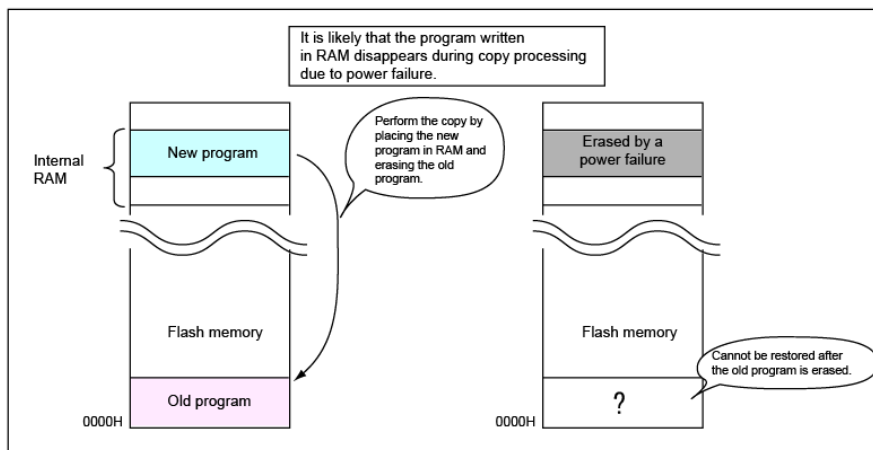 It is likely that the program written
in RAM disappears during copy processing
due to power failure.
Perform the copy by
placing the new
program in RAM and
erasing the old
program.
Internal
RAM
New program
Erased by a
power failure
Flash memory
Flash memory
Cannot be restored after
the old program is erased.
Old program
?
0000H
0000H